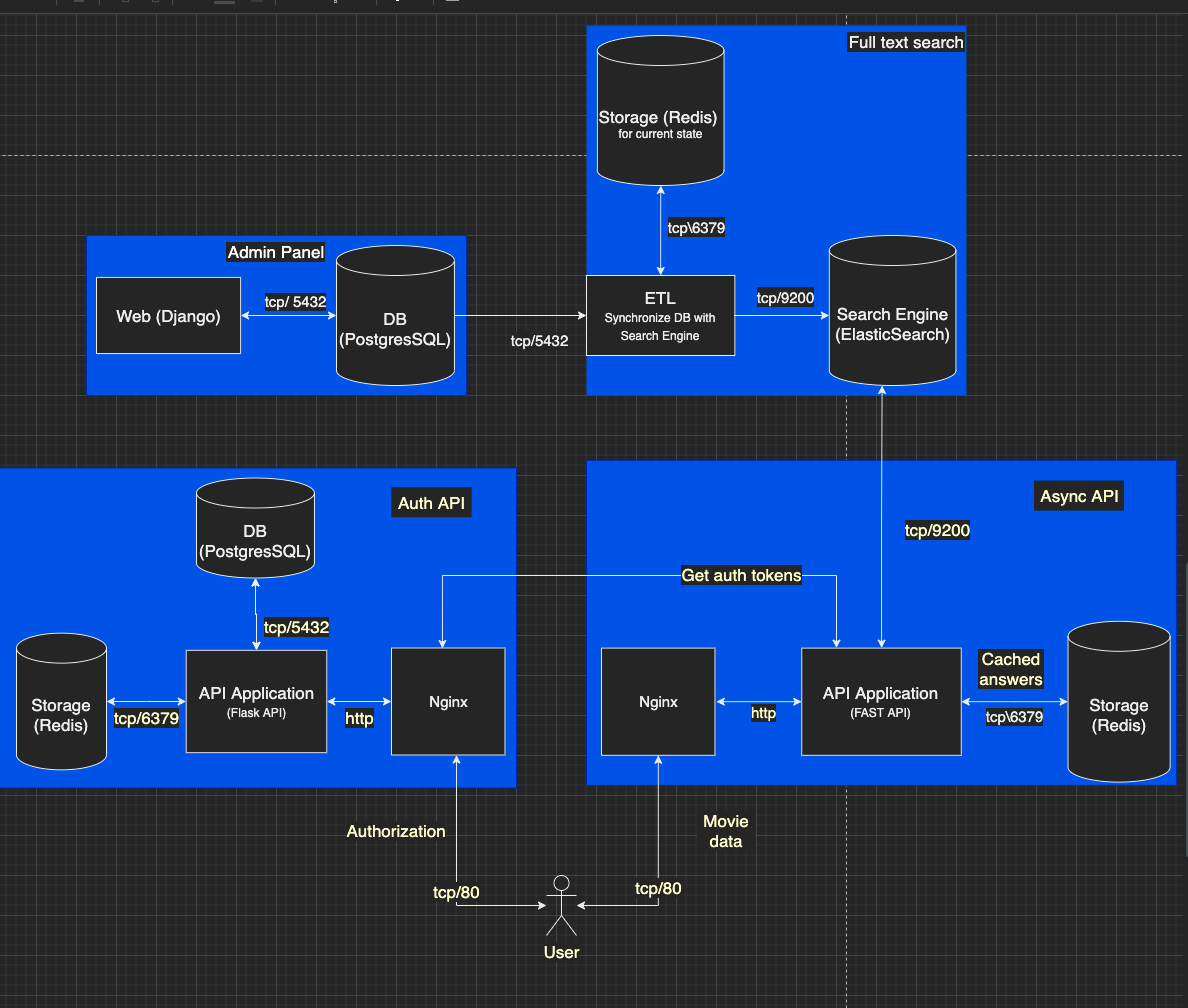 Full text search
Storage (Redis)
for current state
tcp\6379
Admin Panel
Web (Django)
tcp/ 5432
DB
(PostgresSQL)
tcp/5432
ETL
Synchronize DB with
Search Engine
tcp/9200
Search Engine
(ElasticSearch)
Auth API
DB
(PostgresSQL)
tcp/5432
Storage
(Redis)
tcp/6379
API Application
(Flask API)
http
Nginx
Async API
tcp/9200
Get auth tokens
Nginx
http
API Application
(FAST API)
Cached
answers
tcp\6379
Storage
(Redis)
Authorization
tcp/80
Movie
data
tcp/80
User